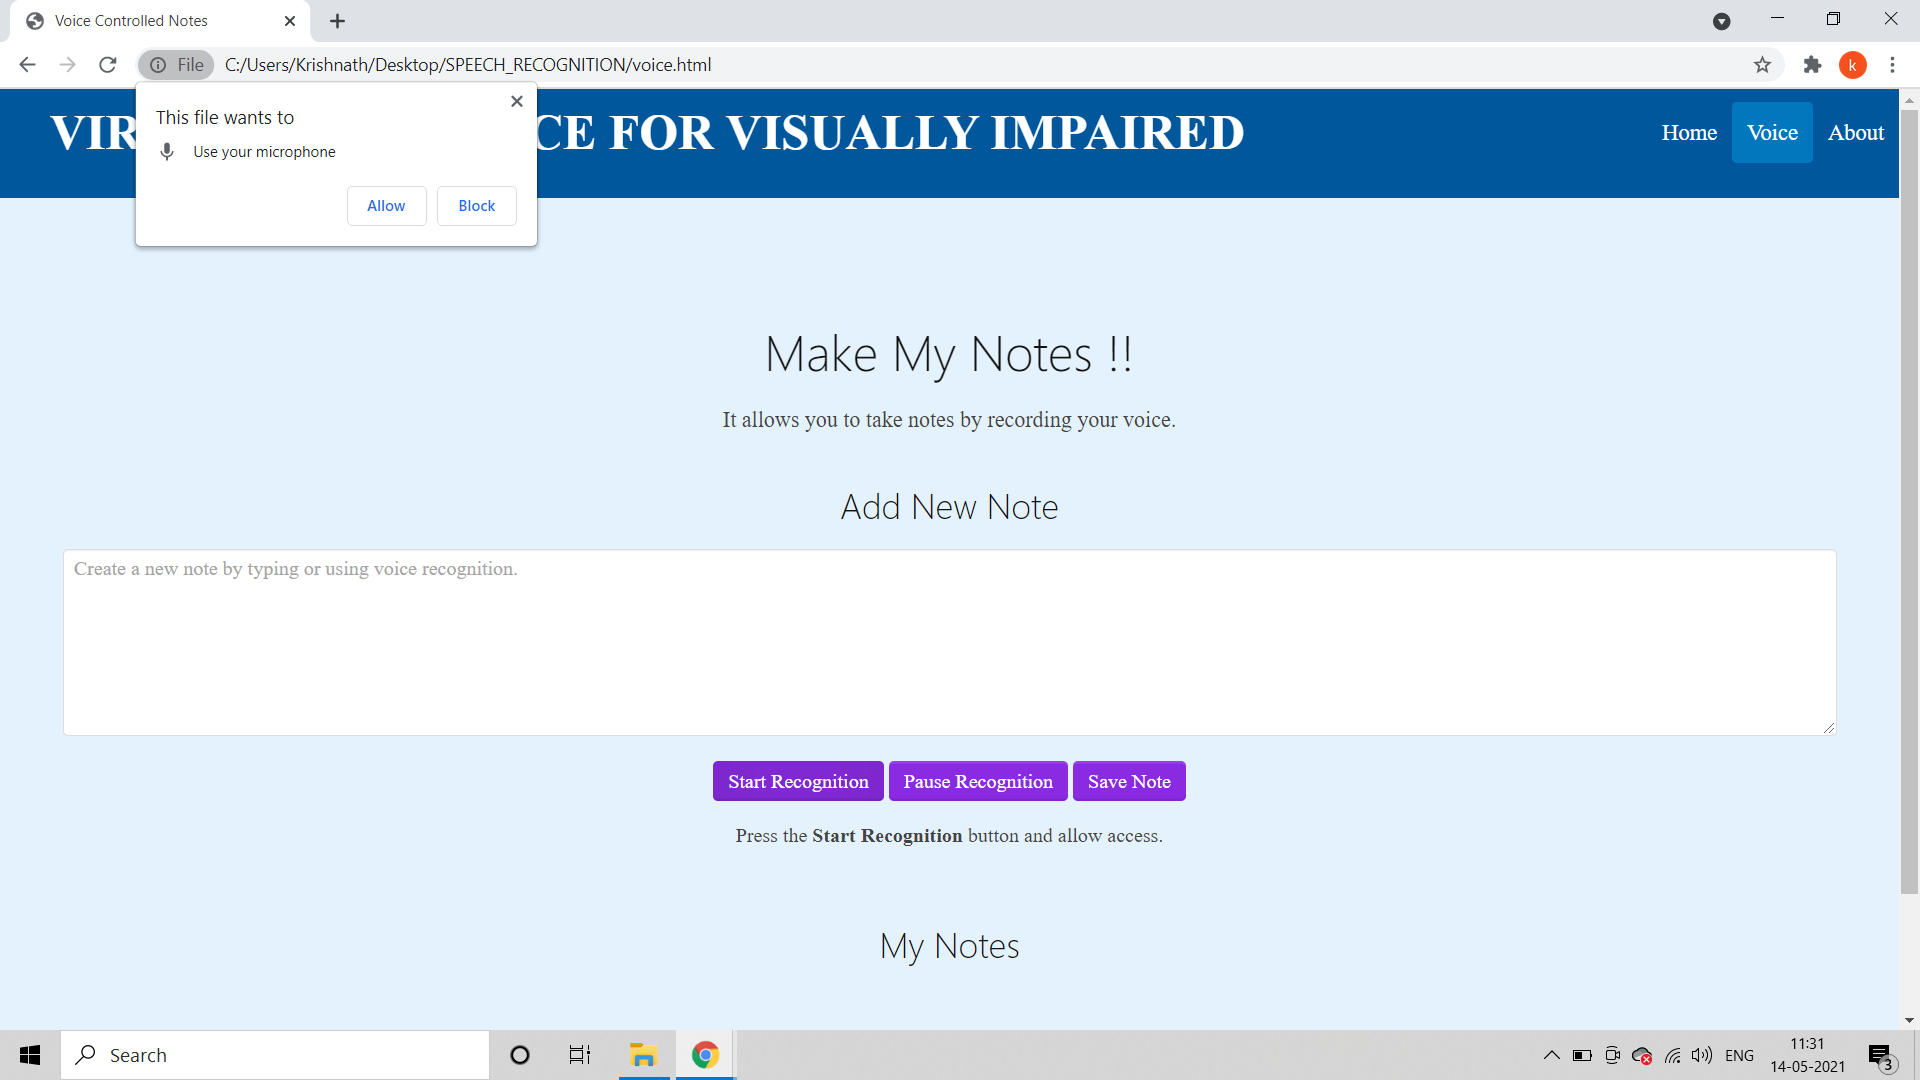 Voice Controlled Notes
File C:/Users/Krishnath/Desktop/SPEECH_RECOGNITION/voice.html
k
This file wants to
Use your microphone
Allow Block
VIR CE FOR VISUALLY IMPAIRED
Home Voice About
Make My Notes !!
It allows you to take notes by recording your voice.
Add New Note
Create a new note by typing or using voice recognition.
Start Recognition Pause Recognition Save Note
Press the Start Recognition button and allow access.
My Notes
Search
ENG
11:31
14-05-2021
3